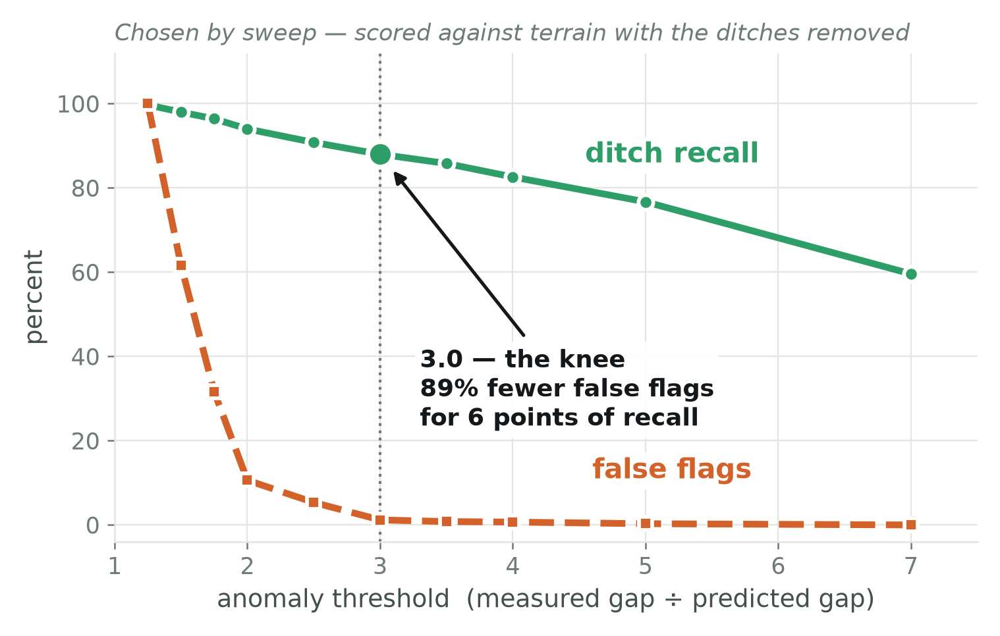 Chosen by sweep — scored against terrain with the ditches removed
100
80
60
40
20
0
percent
ditch recall
3.0 — the knee
89% fewer false flags
for 6 points of recall
false flags
1 2 3 4 5 6 7
anomaly threshold (measured gap ÷ predicted gap)